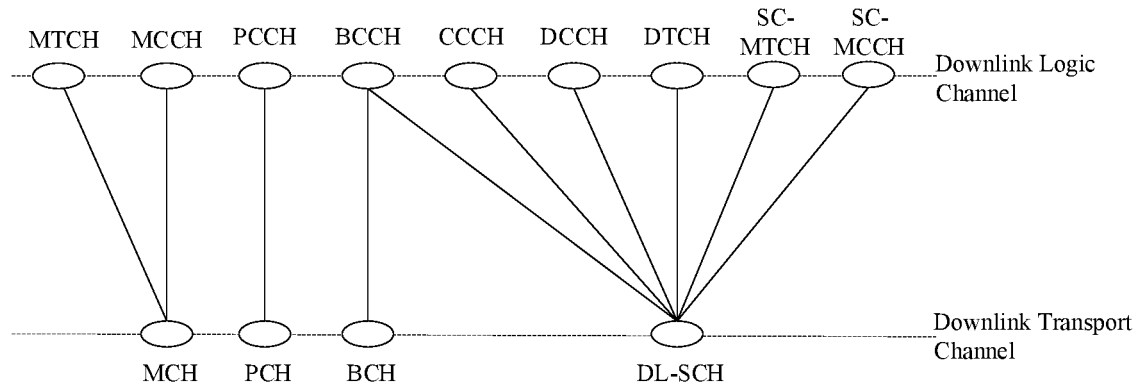 MTCH MCCH PCCH BCCH CCCH DCCH DTCH SC-MTCH SC-MCCH
Downlink Logic
Channel
Downlink Transport
Channel
MCH PCH BCH DL-SCH